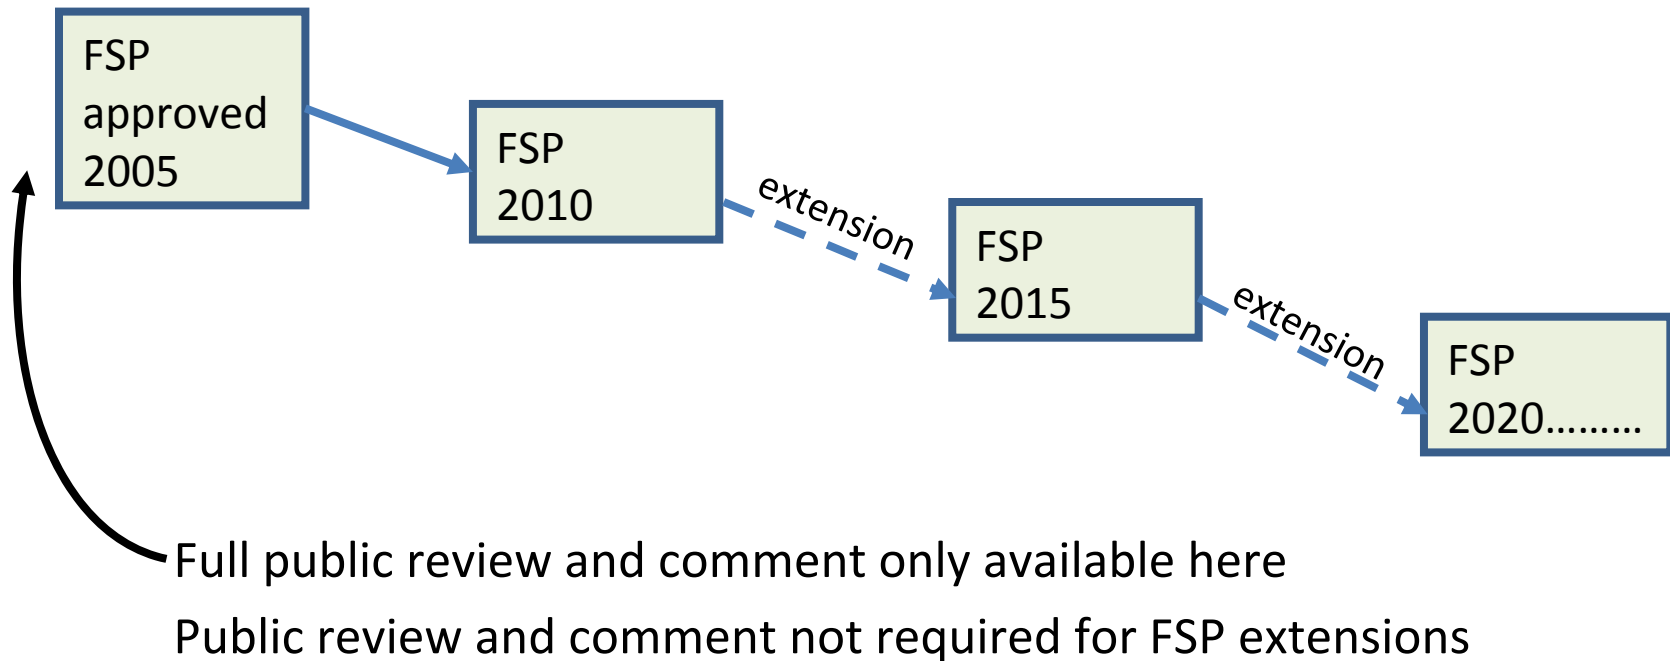 FSP
approved
2005
FSP
2010
extension
FSP
2015
extension
FSP
2020.........
Full public review and comment only available here
Public review and comment not required for FSP extensions